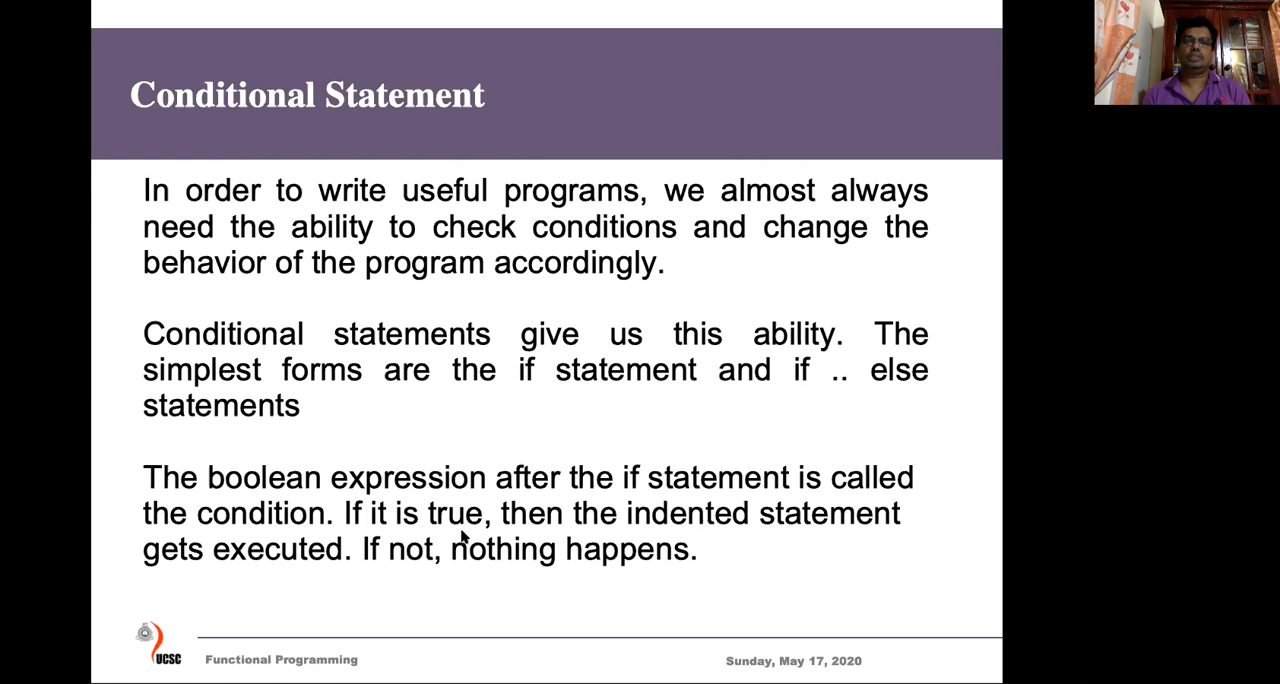 Conditional Statement
In order to write useful programs, we almost always
need the ability to check conditions and change the
behavior of the program accordingly.
Conditional statements give us this ability. The
simplest forms are the if statement and if .. else
statements
The boolean expression after the if statement is called
the condition. If it is true, then the indented statement
gets executed. If not, nothing happens.
UCSC
Functional Programming
Sunday, May 17, 2020